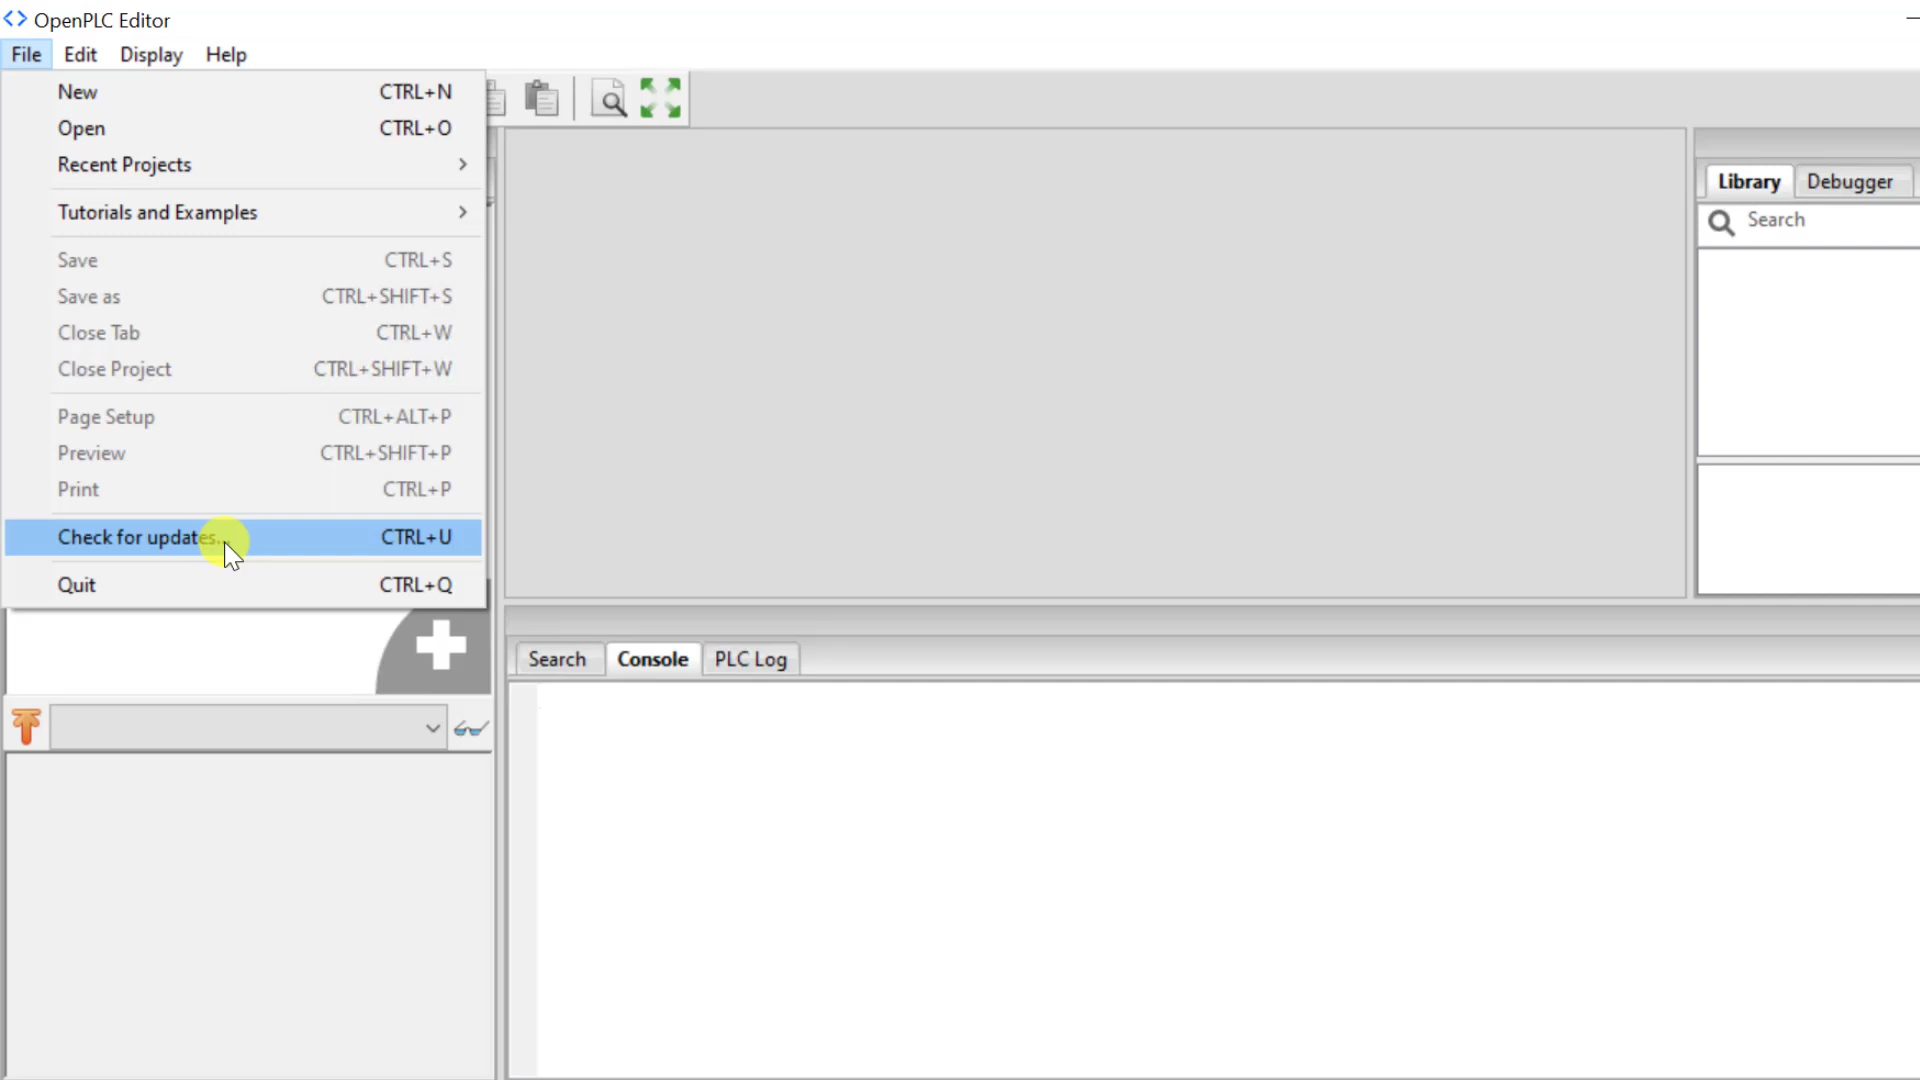 OpenPLC Editor
File Edit Display Help
New CTRL+N
Open CTRL+O
Recent Projects
Tutorials and Examples
Save CTRL+S
Save as CTRL+SHIFT+S
Close Tab CTRL+W
Close Project CTRL+SHIFT+W
Page Setup CTRL+ALT+P
Preview CTRL+SHIFT+P
Print CTRL+P
Check for updates... CTRL+U
Quit CTRL+Q
Library Debugger
Search
Search Console PLC Log